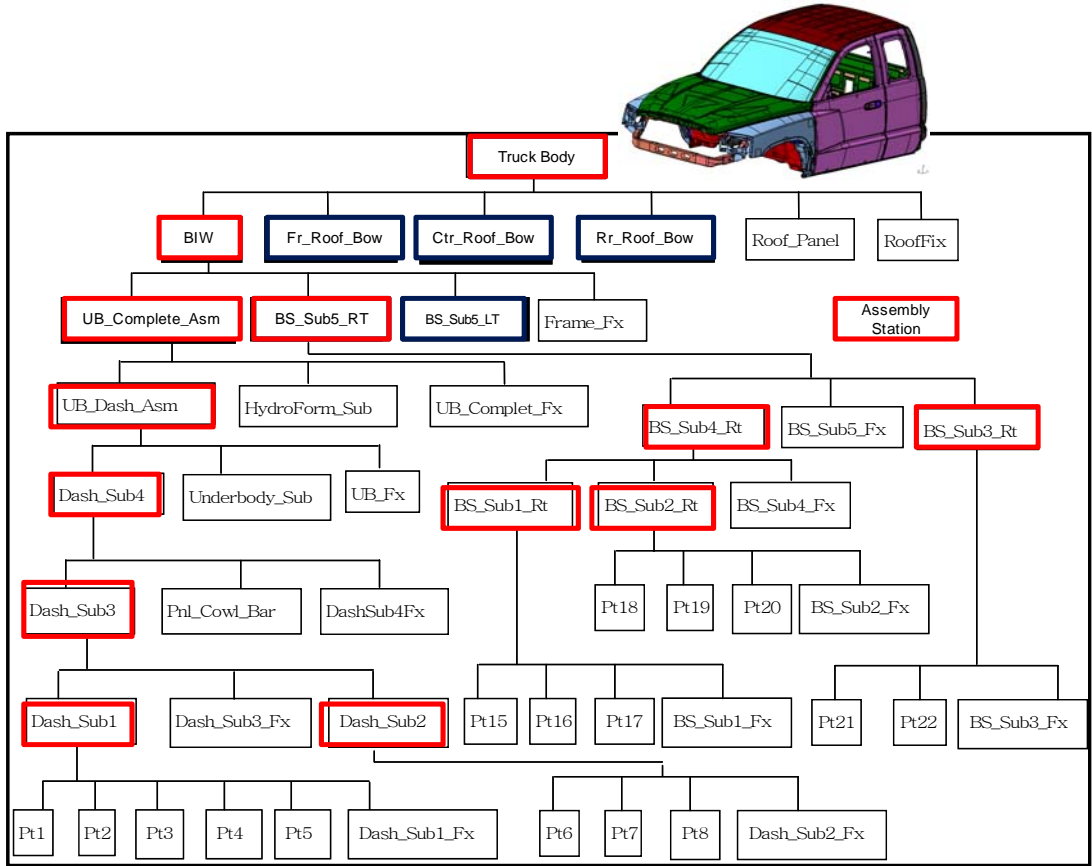 Truck Body
BIW
Fr_Roof_Bow
Ctr_Roof_Bow
Rr_Roof_Bow
Roof_Panel
RoofFix
UB_Complete_Asm
BS_Sub5_RT
BS_Sub5_LT
Frame_Fx
Assembly
Station
UB_Dash_Asm
HydroForm_Sub
UB_Complet_Fx
BS_Sub4_Rt
BS_Sub5_Fx
BS_Sub3_Rt
Dash_Sub4
Underbody_Sub
UB_Fx
BS_Sub1_Rt
BS_Sub2_Rt
BS_Sub4_Fx
Dash_Sub3
Pnl_Cowl_Bar
DashSub4Fx
Pt18
Pt19
Pt20
BS_Sub2_Fx
Dash_Sub1
Dash_Sub3_Fx
Dash_Sub2
Pt15
Pt16
Pt17
BS_Sub1_Fx
Pt21
Pt22
BS_Sub3_Fx
Pt1
Pt2
Pt3
Pt4
Pt5
Dash_Sub1_Fx
Pt6
Pt7
Pt8
Dash_Sub2_Fx